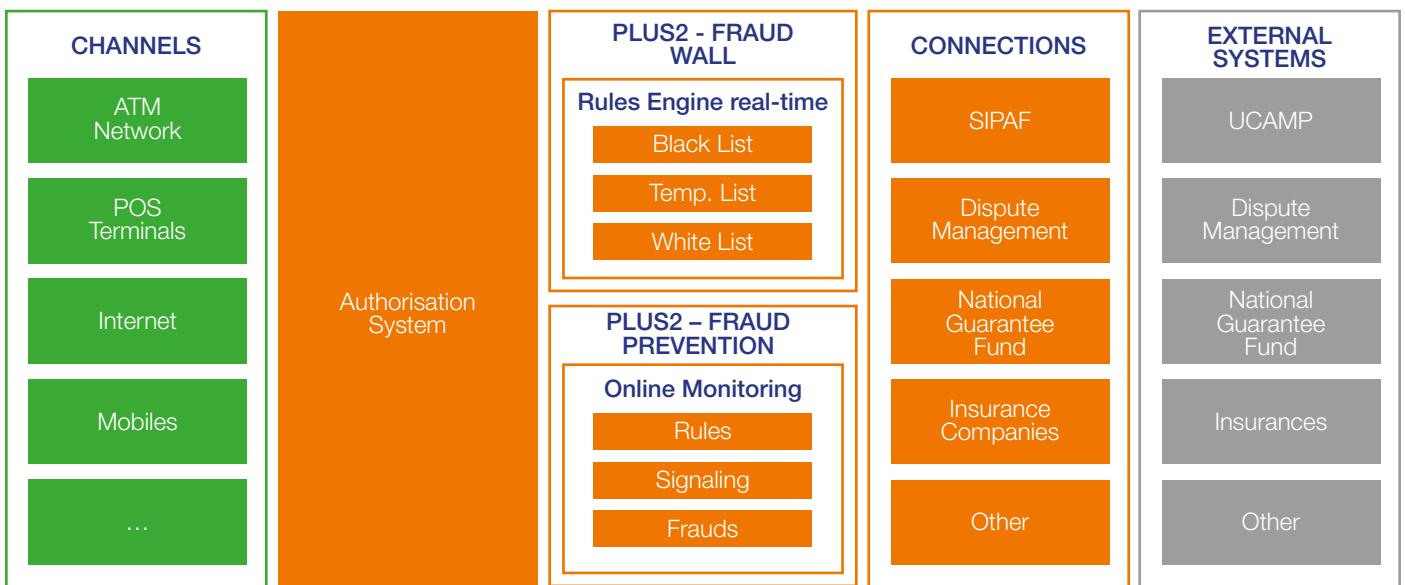 CHANNELS
ATM
Network
POS
Terminals
Internet
Mobiles
…
Authorisation
System
PLUS2 - FRAUD
WALL
Rules Engine real-time
Black List
Temp. List
White List
PLUS2 – FRAUD
PREVENTION
Online Monitoring
Rules
Signaling
Frauds
CONNECTIONS
SIPAF
Dispute
Management
National
Guarantee
Fund
Insurance
Companies
Other
EXTERNAL
SYSTEMS
UCAMP
Dispute
Management
National
Guarantee
Fund
Insurances
Other